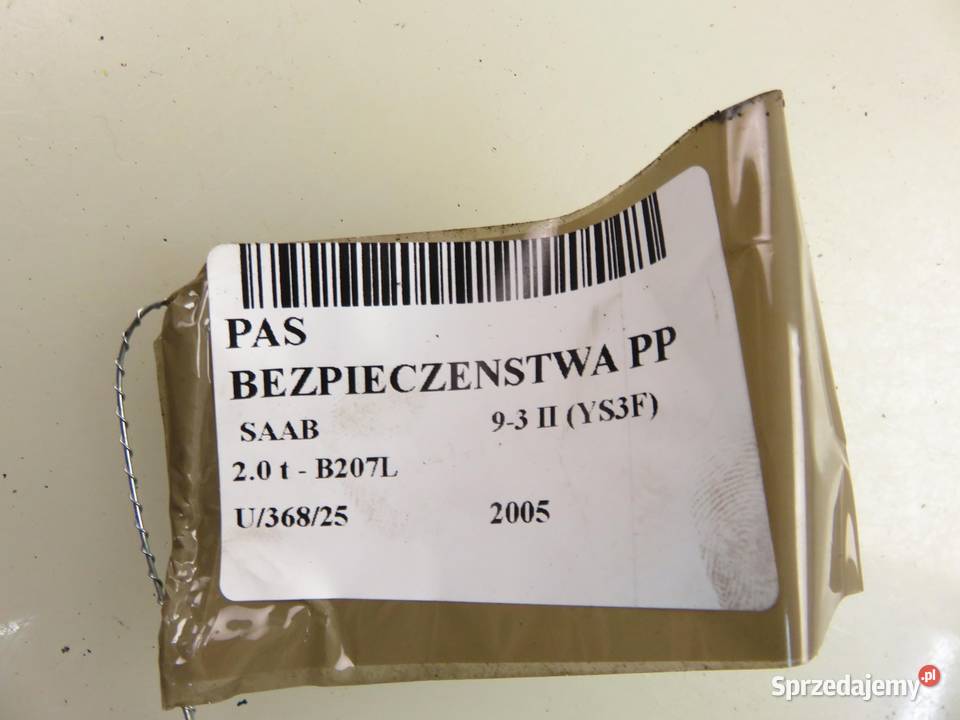 PAS
BEZPIECZENSTWA PP
SAAB 9-3 II (YS3F)
2.0 t - B207L
U/368/25 2005
Sprzedajemy.pl